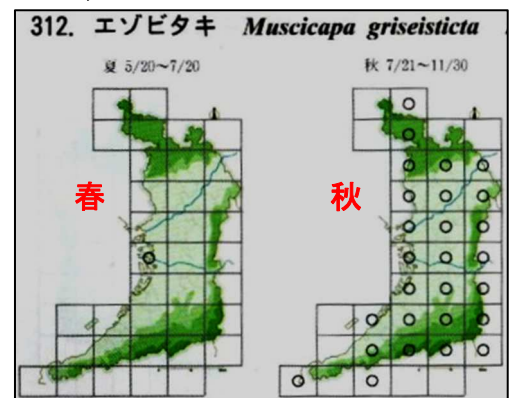 312. エゾビタキ Muscicapa griseisticta
夏 5/20～7/20
秋 7/21～11/30
春
秋